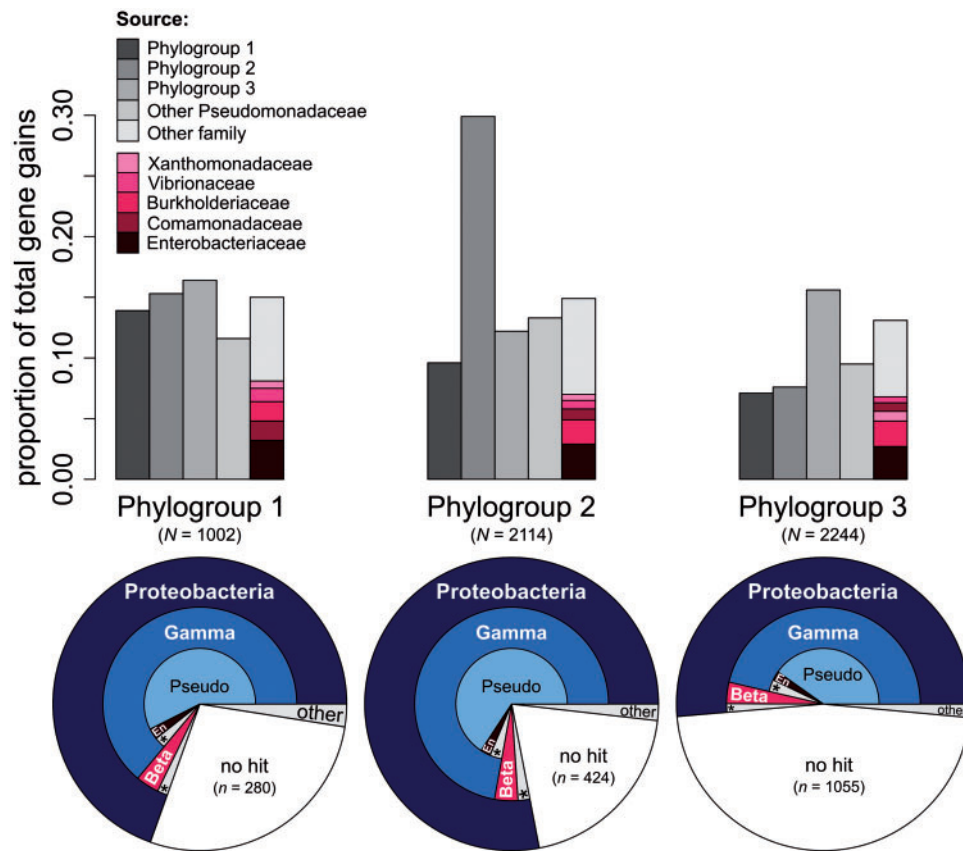 Source:
Phylogroup 1
Phylogroup 2
Phylogroup 3
Other Pseudomonadaceae
Other family
Xanthomonadaceae
Vibrionaceae
Burkholderiaceae
Comamonadaceae
Enterobacteriaceae
proportion of total gene gains
0.30
0.20
0.10
0.00
Phylogroup 1
(N = 1002)
Phylogroup 2
(N = 2114)
Phylogroup 3
(N = 2244)
Proteobacteria
Gamma
Pseudo
En
*
Beta
*
other
no hit
(n = 280)
Proteobacteria
Gamma
Pseudo
En
*
Beta
*
other
no hit
(n = 424)
Proteobacteria
Gamma
Pseudo
En
*
Beta
*
other
no hit
(n = 1055)